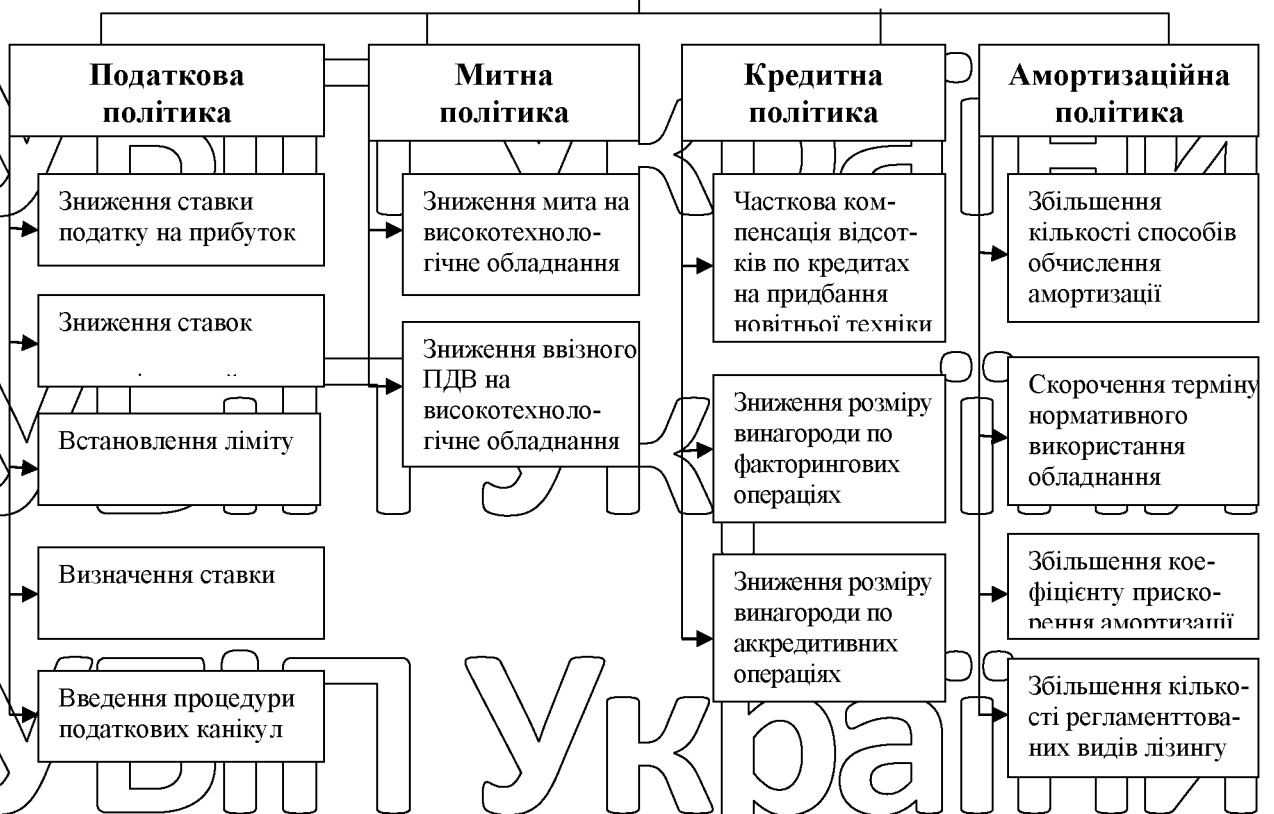 Податкова
політика
Зниження ставки
податку на прибуток
Зниження ставок
Встановлення ліміту
Визначення ставки
Введення процедури
податкових канікул
Митна
політика
Зниження мита на
високотехноло-
гічне обладнання
Зниження ввізного
ПДВ на
високотехноло-
гічне обладнання
Кредитна
політика
Часткова ком-
пенсація відсот-
ків по кредитах
на придбання
новітньої техніки
Зниження розміру
винагороди по
факторингових
операціях
Зниження розміру
винагороди по
аккредитивних
операціях
Амортизаційна
політика
Збільшення
кількості способів
обчислення
амортизації
Скорочення терміну
нормативного
використання
обладнання
Збільшення кое-
фіцієнту приско-
рення амортизації
Збільшення кілько-
сті регламенттова-
них видів лізингу